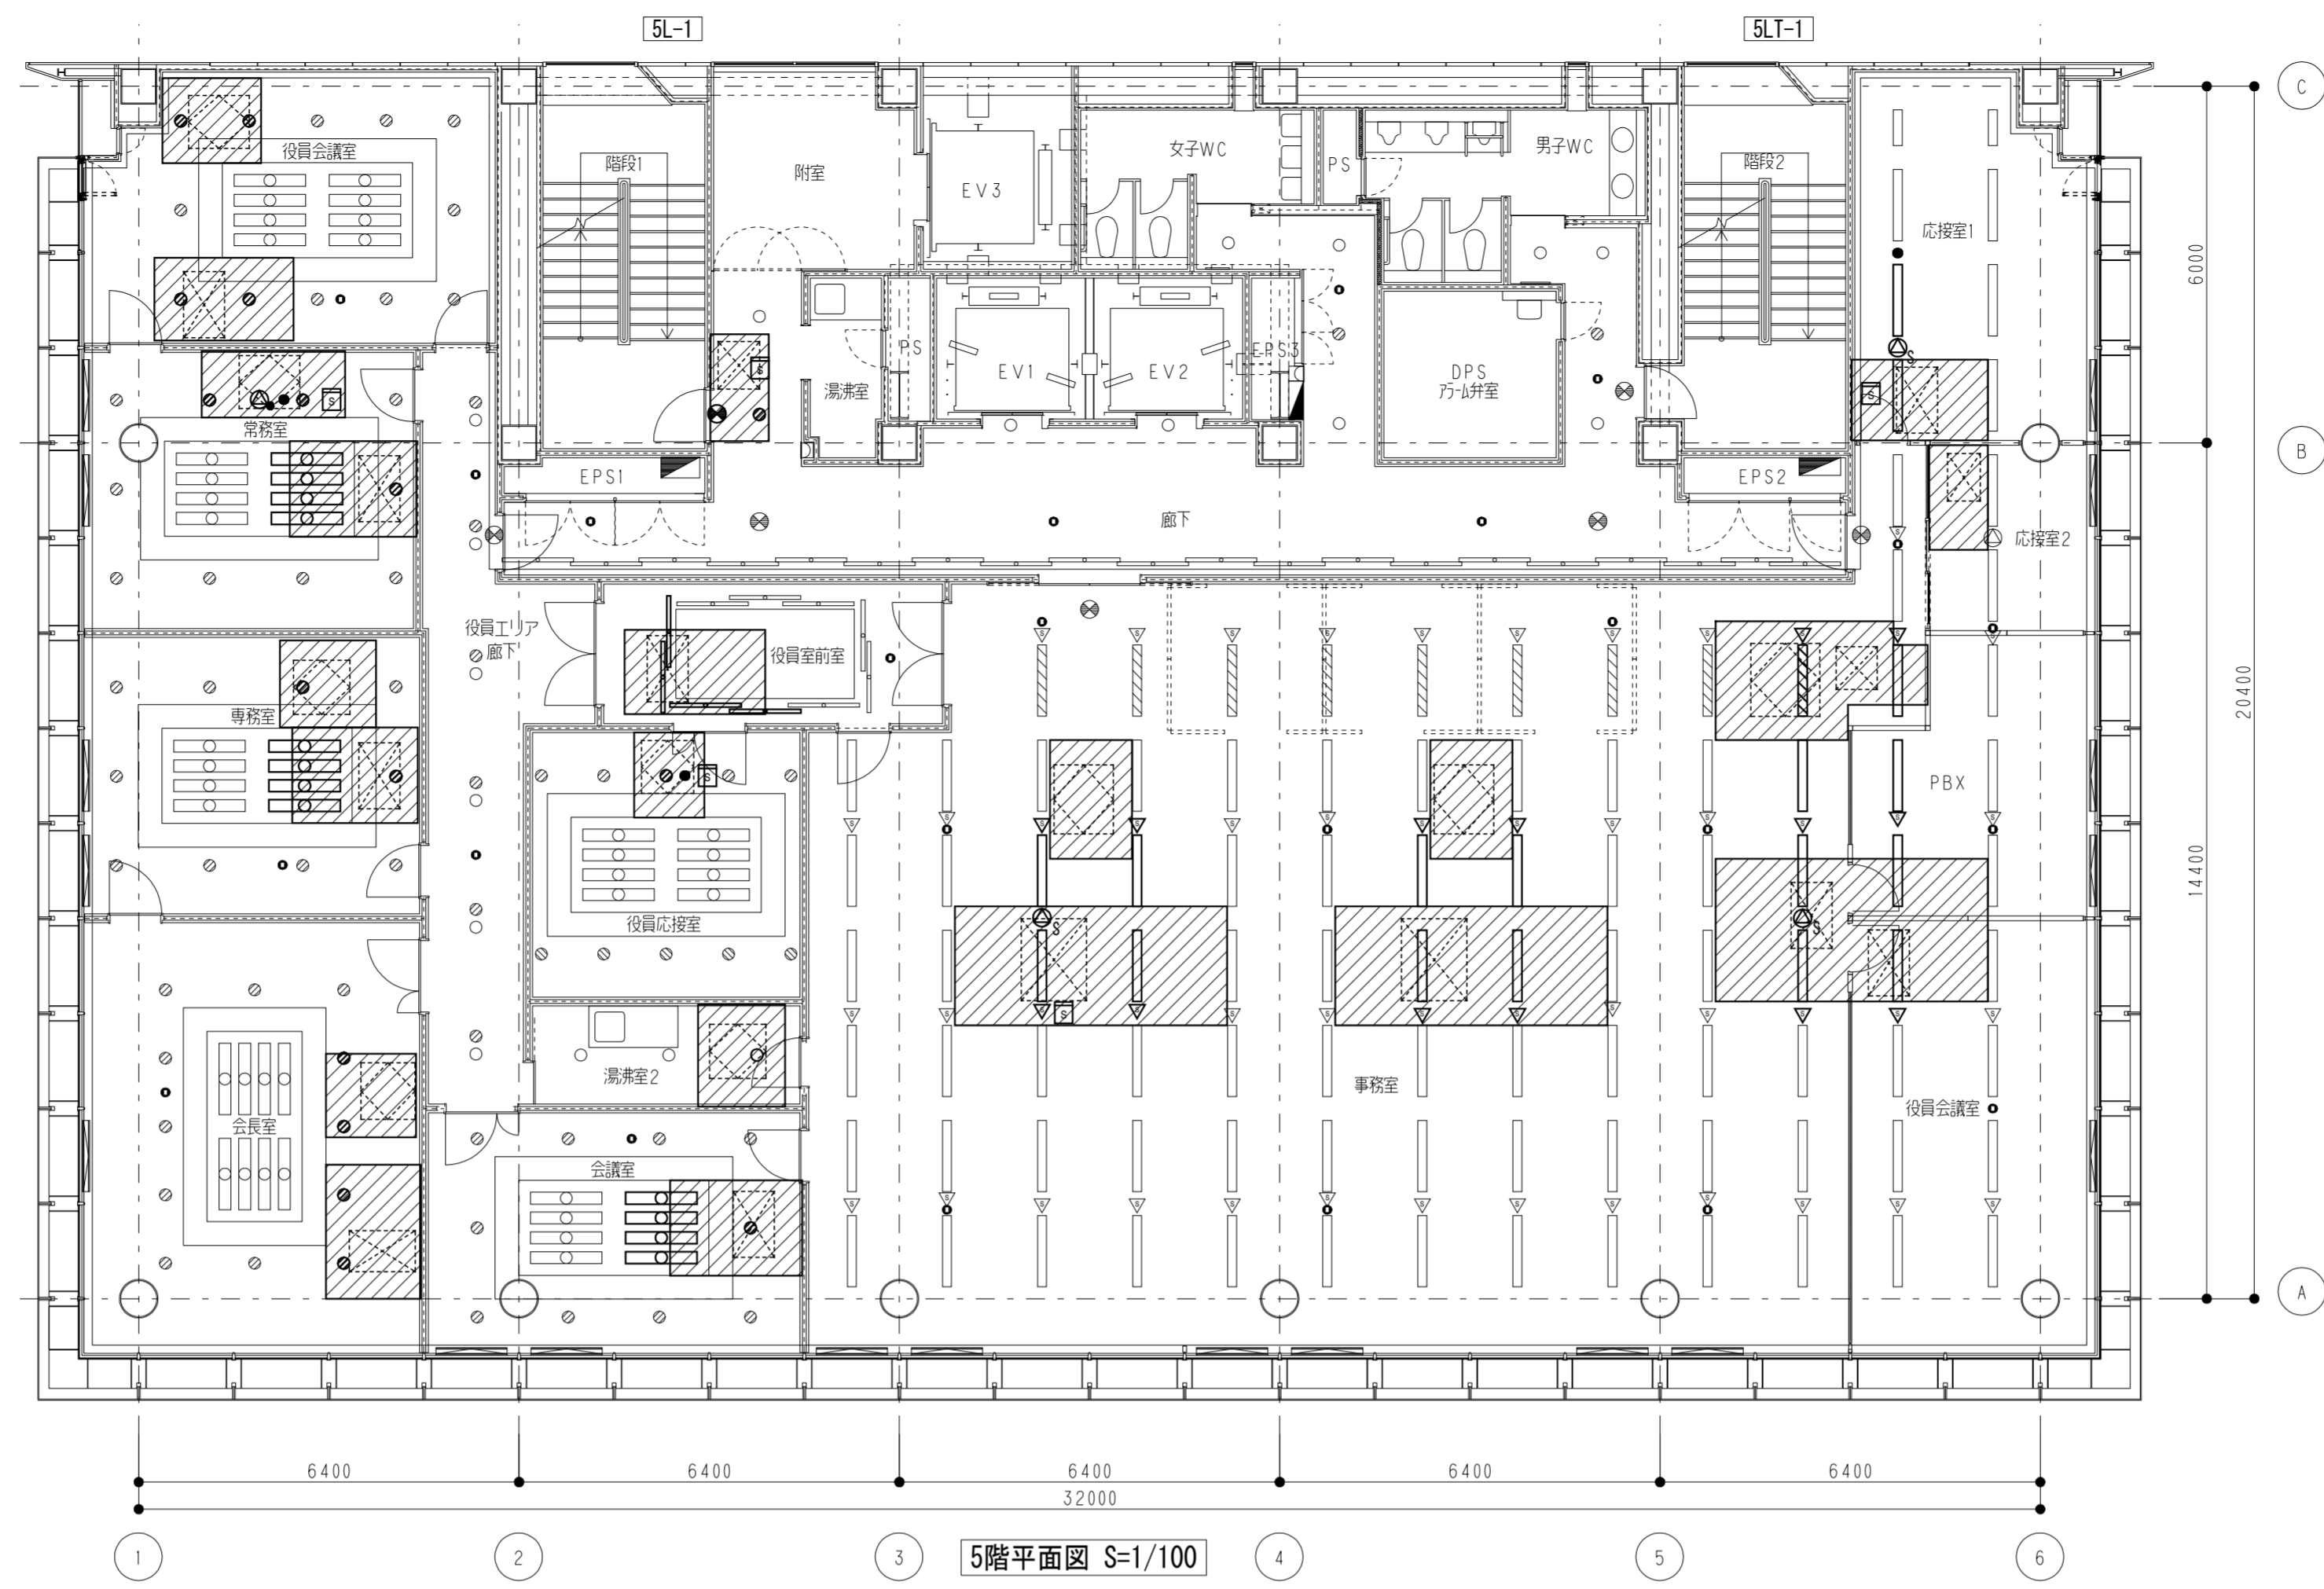 5L-1
5LT-1
C
役員会議室
階段1
附室
EV3
女子WC
PS
男子WC
階段2
応接室1
6000
S
常務室
S
S
湯沸室
PS
EV1
EV2
EPS3
DPS
アラーム弁室
S
S
B
EPS1
廊下
EPS2
応接室2
役員エリア
廊下
役員室前室
20400
専務室
S
PBX
14400
役員応接室
S
S
S
湯沸室2
事務室
会長室
役員会議室
会議室
A
6400
6400
6400
6400
6400
32000
1
2
3
5階平面図 S=1/100
4
5
6